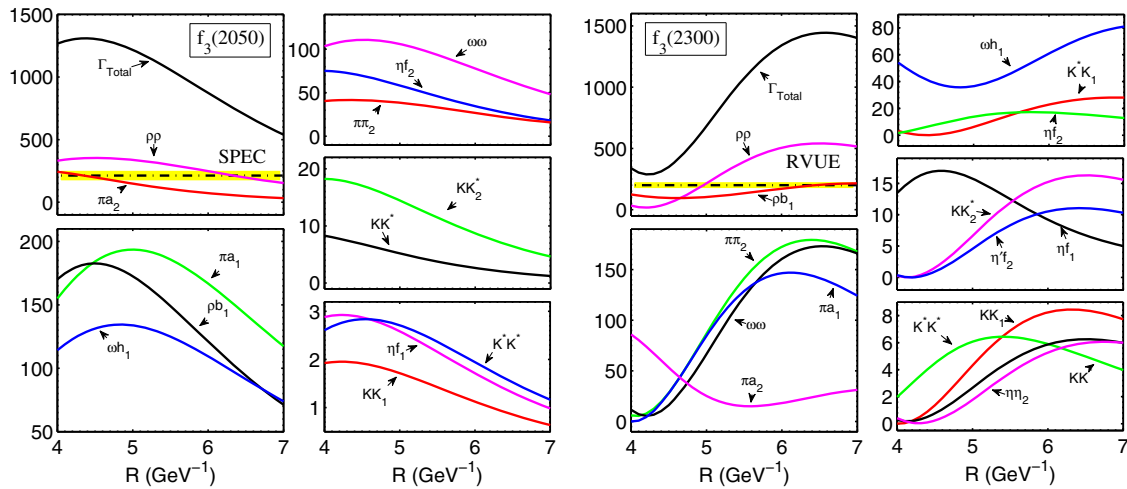 f3(2050)
1500
1000
500
0
ΓTotal
ρρ
SPEC
πa2
200
150
100
50
πa1
ρb1
ωh1
4 5 6 7
R (GeV-1)
100
50
0
ωω
ηf2
ππ2
20
10
0
KK2*
KK*
3
2
1
ηf1
K*K*
KK1
4 5 6 7
R (GeV-1)
f3(2300)
1500
1000
500
0
ΓTotal
ρρ
RVUE
ρb1
150
100
50
0
ππ2
πa1
ωω
πa2
4 5 6 7
R (GeV-1)
80
60
40
20
0
ωh1
K*K1
ηf2
15
10
5
0
KK2*
η′f2
ηf1
8
6
4
2
0
K*K*
KK1
KK
ηη2
4 5 6 7
R (GeV-1)